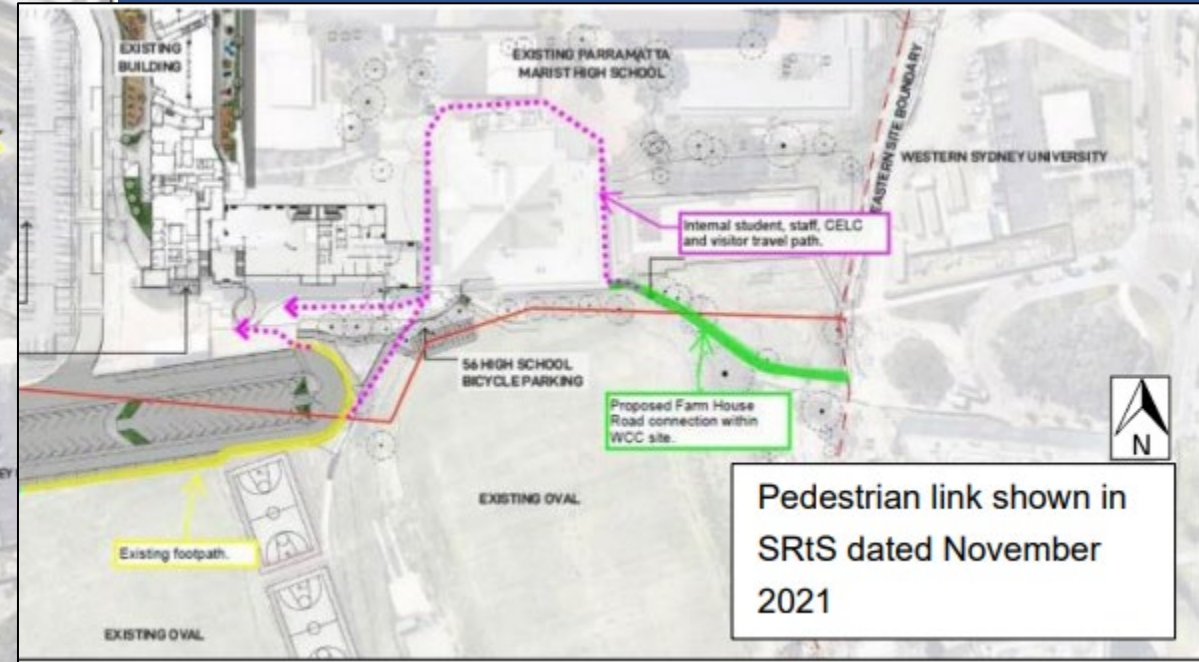 EXISTING
BUILDING
EXISTING PARRAMATTA
MARIST HIGH SCHOOL
EASTERN SITE BOUNDARY
WESTERN SYDNEY UNIVERSITY
Internal student, staff, CELC
and visitor travel path.
56 HIGH SCHOOL
BICYCLE PARKING
Proposed Farm House
Road connection within
WCC site.
N
EXISTING OVAL
Existing footpath.
EXISTING OVAL
Pedestrian link shown in
SRtS dated November
2021